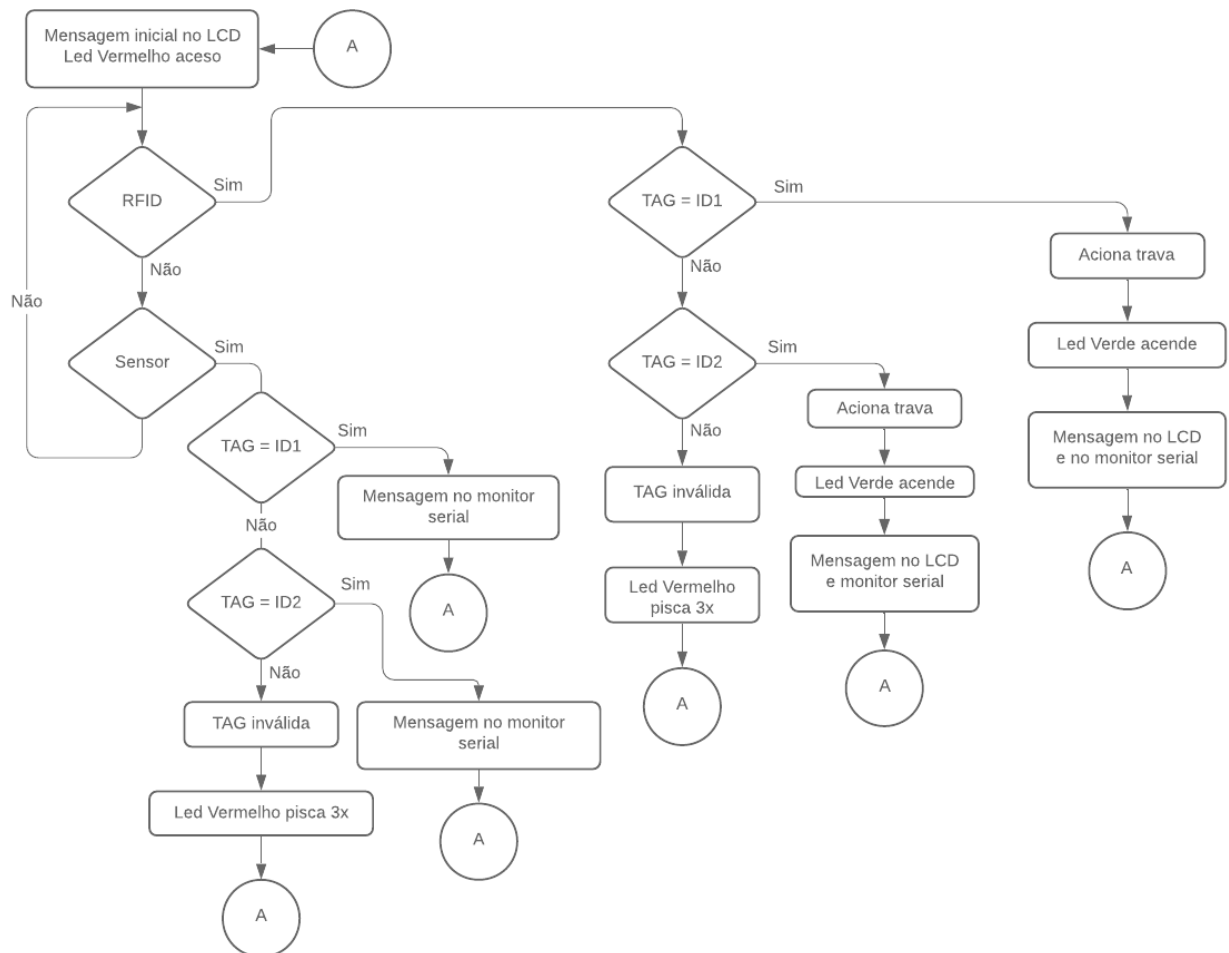 Mensagem inicial no LCD
Led Vermelho aceso
A
RFID
Sim
Não
Não
Sensor
Sim
TAG = ID1
Sim
Mensagem no monitor
serial
A
Não
TAG = ID2
Sim
Mensagem no monitor
serial
A
Não
TAG inválida
Led Vermelho pisca 3x
A
TAG = ID1
Sim
Aciona trava
Led Verde acende
Mensagem no LCD
e no monitor serial
A
Não
TAG = ID2
Sim
Aciona trava
Led Verde acende
Mensagem no LCD
e monitor serial
A
Não
TAG inválida
Led Vermelho
pisca 3x
A